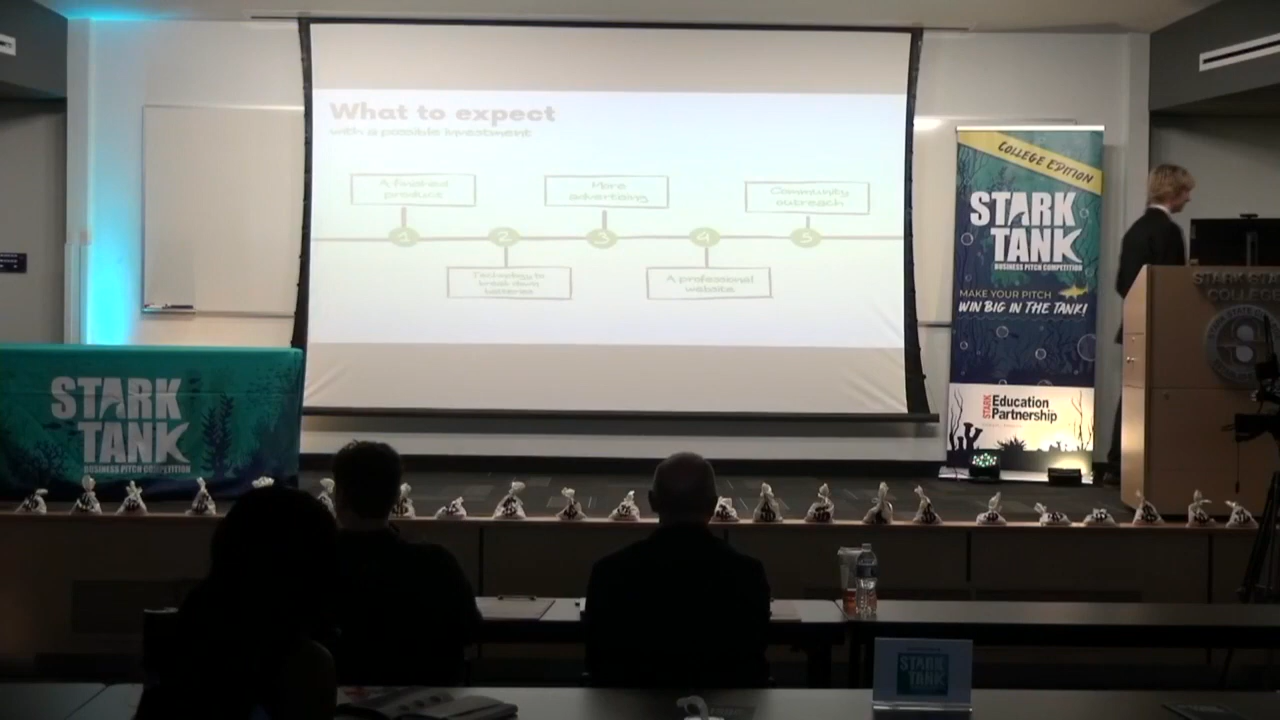 What to expect
with a possible investment
A finished
product
More
advertising
Community
outreach
1
2
3
4
5
Technology to
break down
bacterias
A professional
website
COLLEGE EDITION
STARK
TANK
BUSINESS PITCH COMPETITION
MAKE YOUR PITCH
WIN BIG IN THE TANK!
STARK
Education
Partnership
STARK
COLLEGE
STARK
TANK
BUSINESS PITCH COMPETITION
STARK
TANK